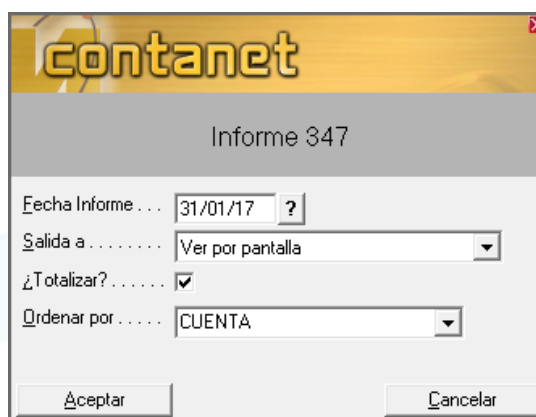 contanet
Informe 347
Fecha Informe . . . 31/01/17 ?
Salida a . . . . . . . . Ver por pantalla
¿Totalizar? . . . . . .
Ordenar por . . . . . CUENTA
Aceptar Cancelar